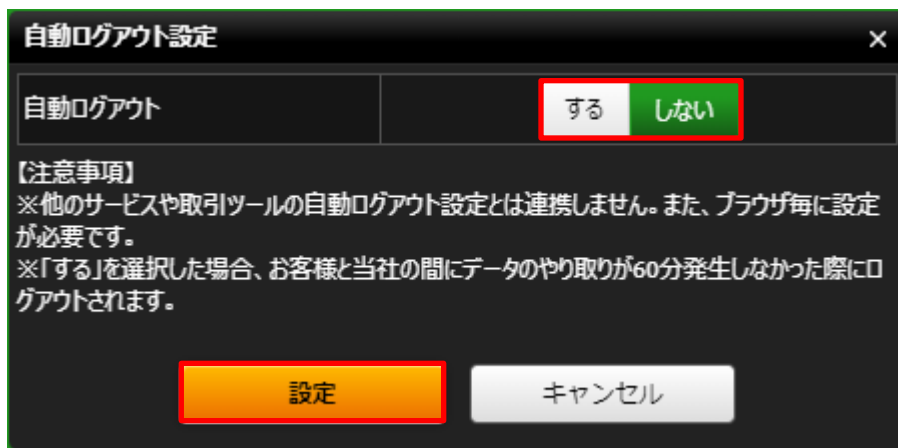 自動ログアウト設定
×
自動ログアウト
する
しない
【注意事項】
※他のサービスや取引ツールの自動ログアウト設定とは連携しません。また、ブラウザ毎に設定
が必要です。
※「する」を選択した場合、お客様と当社の間にデータのやり取りが60分発生しなかった際にロ
グアウトされます。
設定
キャンセル